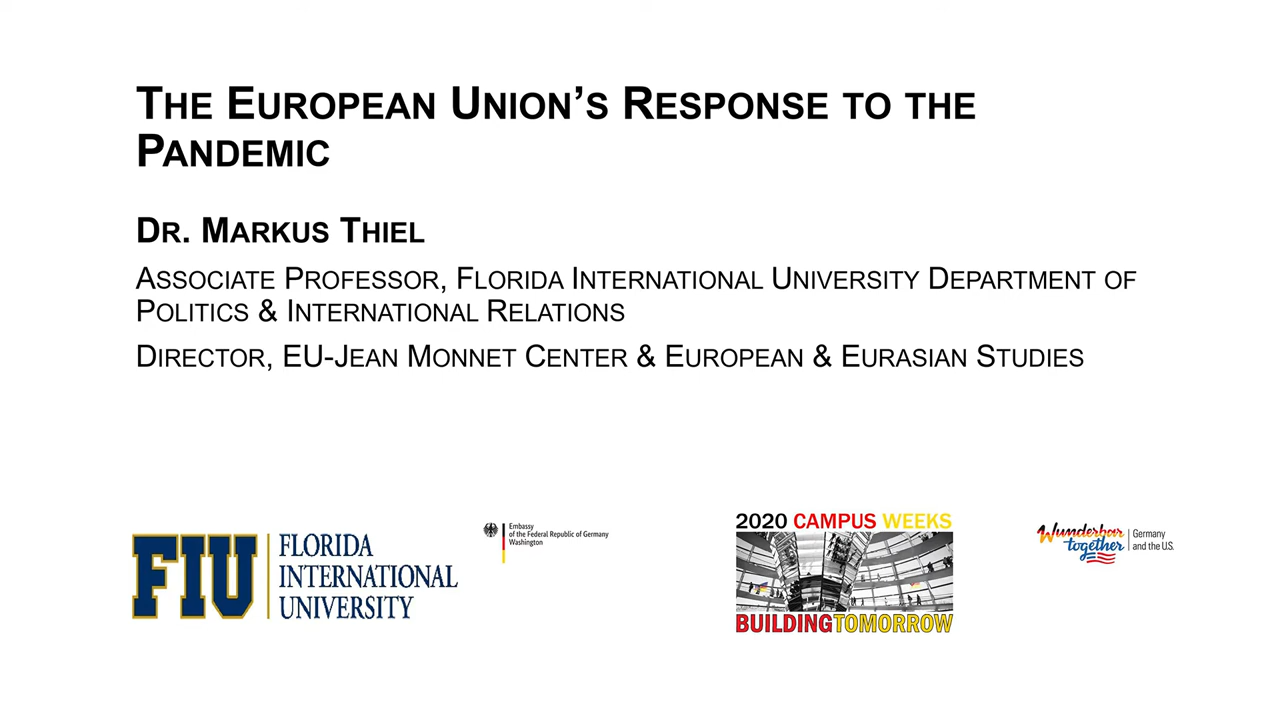 THE EUROPEAN UNION'S RESPONSE TO THE
PANDEMIC
DR. MARKUS THIEL
ASSOCIATE PROFESSOR, FLORIDA INTERNATIONAL UNIVERSITY DEPARTMENT OF
POLITICS & INTERNATIONAL RELATIONS
DIRECTOR, EU-JEAN MONNET CENTER & EUROPEAN & EURASIAN STUDIES
FIU
FLORIDA
INTERNATIONAL
UNIVERSITY
Embassy
of the Federal Republic of Germany
Washington
2020 CAMPUS WEEKS
BUILDINGTOMORROW
Wunderbar
together
Germany
and the U.S.